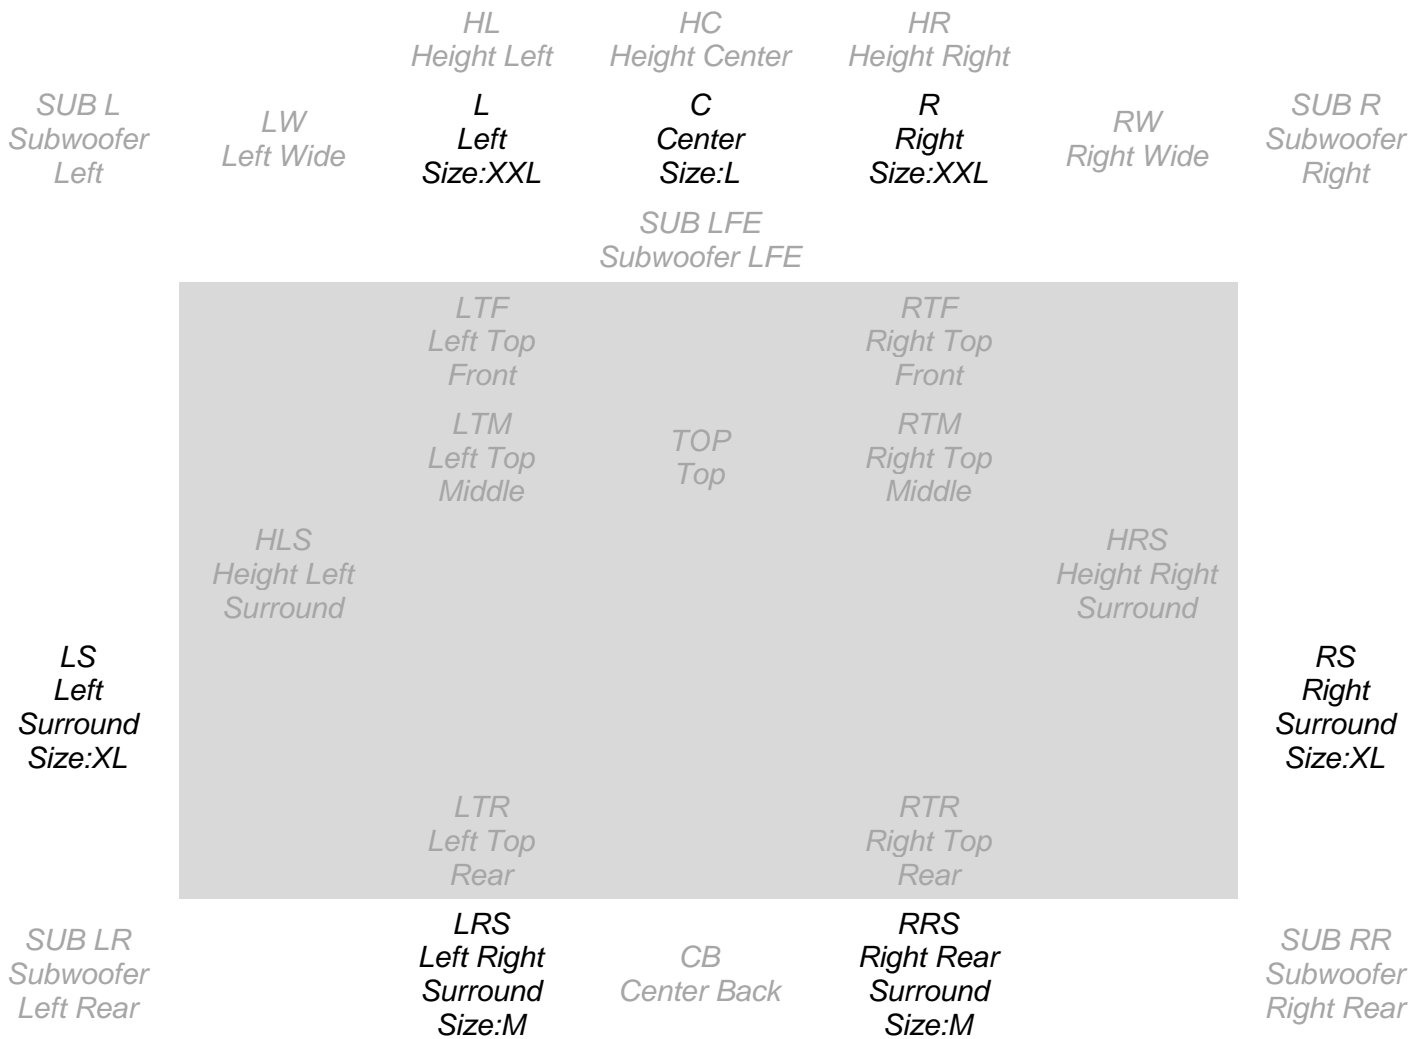 HL
Height Left
HC
Height Center
HR
Height Right
SUB L
Subwoofer
Left
LW
Left Wide
L
Left
Size:XXL
C
Center
Size:L
R
Right
Size:XXL
RW
Right Wide
SUB R
Subwoofer
Right
SUB LFE
Subwoofer LFE
LTF
Left Top
Front
RTF
Right Top
Front
LTM
Left Top
Middle
TOP
Top
RTM
Right Top
Middle
HLS
Height Left
Surround
HRS
Height Right
Surround
LS
Left
Surround
Size:XL
RS
Right
Surround
Size:XL
LTR
Left Top
Rear
RTR
Right Top
Rear
SUB LR
Subwoofer
Left Rear
LRS
Left Right
Surround
Size:M
CB
Center Back
RRS
Right Rear
Surround
Size:M
SUB RR
Subwoofer
Right Rear